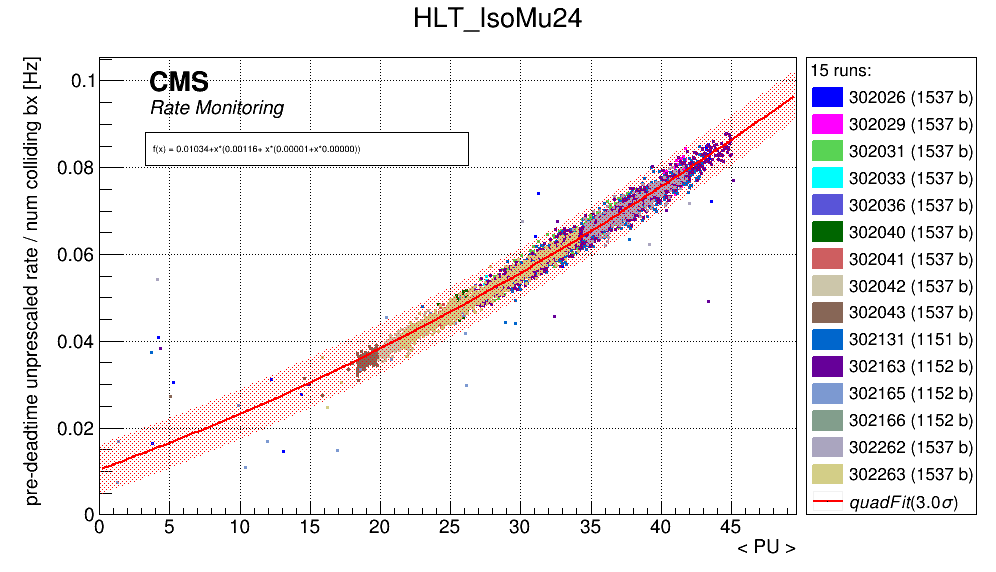 HLT_IsoMu24
pre-deadtime unprescaled rate / num colliding bx [Hz]
0.1
0.08
0.06
0.04
0.02
0
CMS
Rate Monitoring
f(x) = 0.01034+x*(0.00116+ x*(0.00001+x*0.00000))
0 5 10 15 20 25 30 35 40 45
< PU >
15 runs:
302026 (1537 b)
302029 (1537 b)
302031 (1537 b)
302033 (1537 b)
302036 (1537 b)
302040 (1537 b)
302041 (1537 b)
302042 (1537 b)
302043 (1537 b)
302131 (1151 b)
302163 (1152 b)
302165 (1152 b)
302166 (1152 b)
302262 (1537 b)
302263 (1537 b)
quadFit(3.0σ)